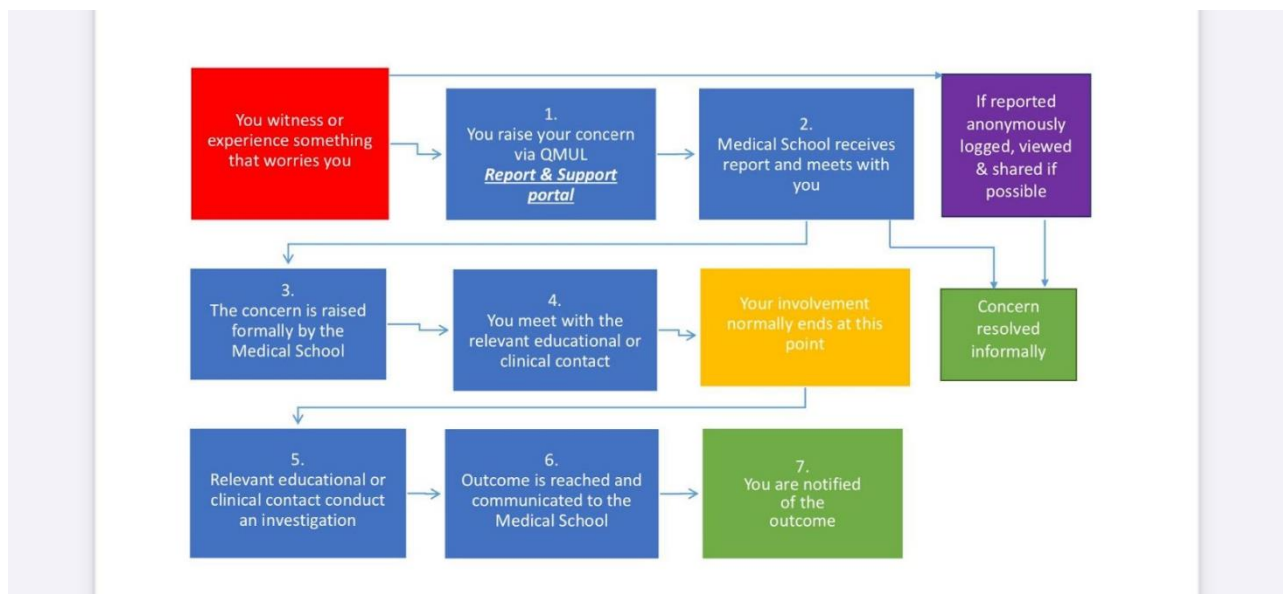 You witness or
experience something
that worries you
1.
You raise your concern
via QMUL
Report & Support
portal
2.
Medical School receives
report and meets with
you
If reported
anonymously
logged, viewed
& shared if
possible
3.
The concern is raised
formally by the
Medical School
4.
You meet with the
relevant educational or
clinical contact
Your involvement
normally ends at this
point
Concern
resolved
informally
5.
Relevant educational or
clinical contact conduct
an investigation
6.
Outcome is reached and
communicated to the
Medical School
7.
You are notified
of the
outcome